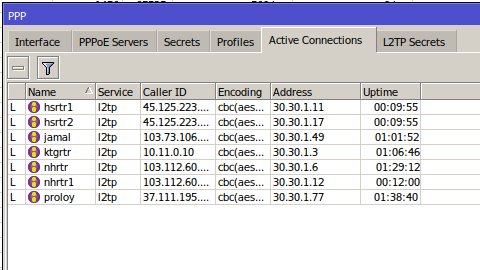 PPP
Interface PPPoE Servers Secrets Profiles Active Connections L2TP Secrets
Name Service Caller ID Encoding Address Uptime
L hsrtr1 l2tp 45.125.223.... cbc(aes... 30.30.1.11 00:09:55
L hsrtr2 l2tp 45.125.223.... cbc(aes... 30.30.1.17 00:09:55
L jamal l2tp 103.73.106.... cbc(aes... 30.30.1.49 01:01:52
L ktgrtr l2tp 10.11.0.10 cbc(aes... 30.30.1.3 01:06:46
L nhrtr l2tp 103.112.60.... cbc(aes... 30.30.1.6 01:29:12
L nhrtr1 l2tp 103.112.60.... cbc(aes... 30.30.1.12 00:12:00
L proloy l2tp 37.111.195.... cbc(aes... 30.30.1.77 01:38:40